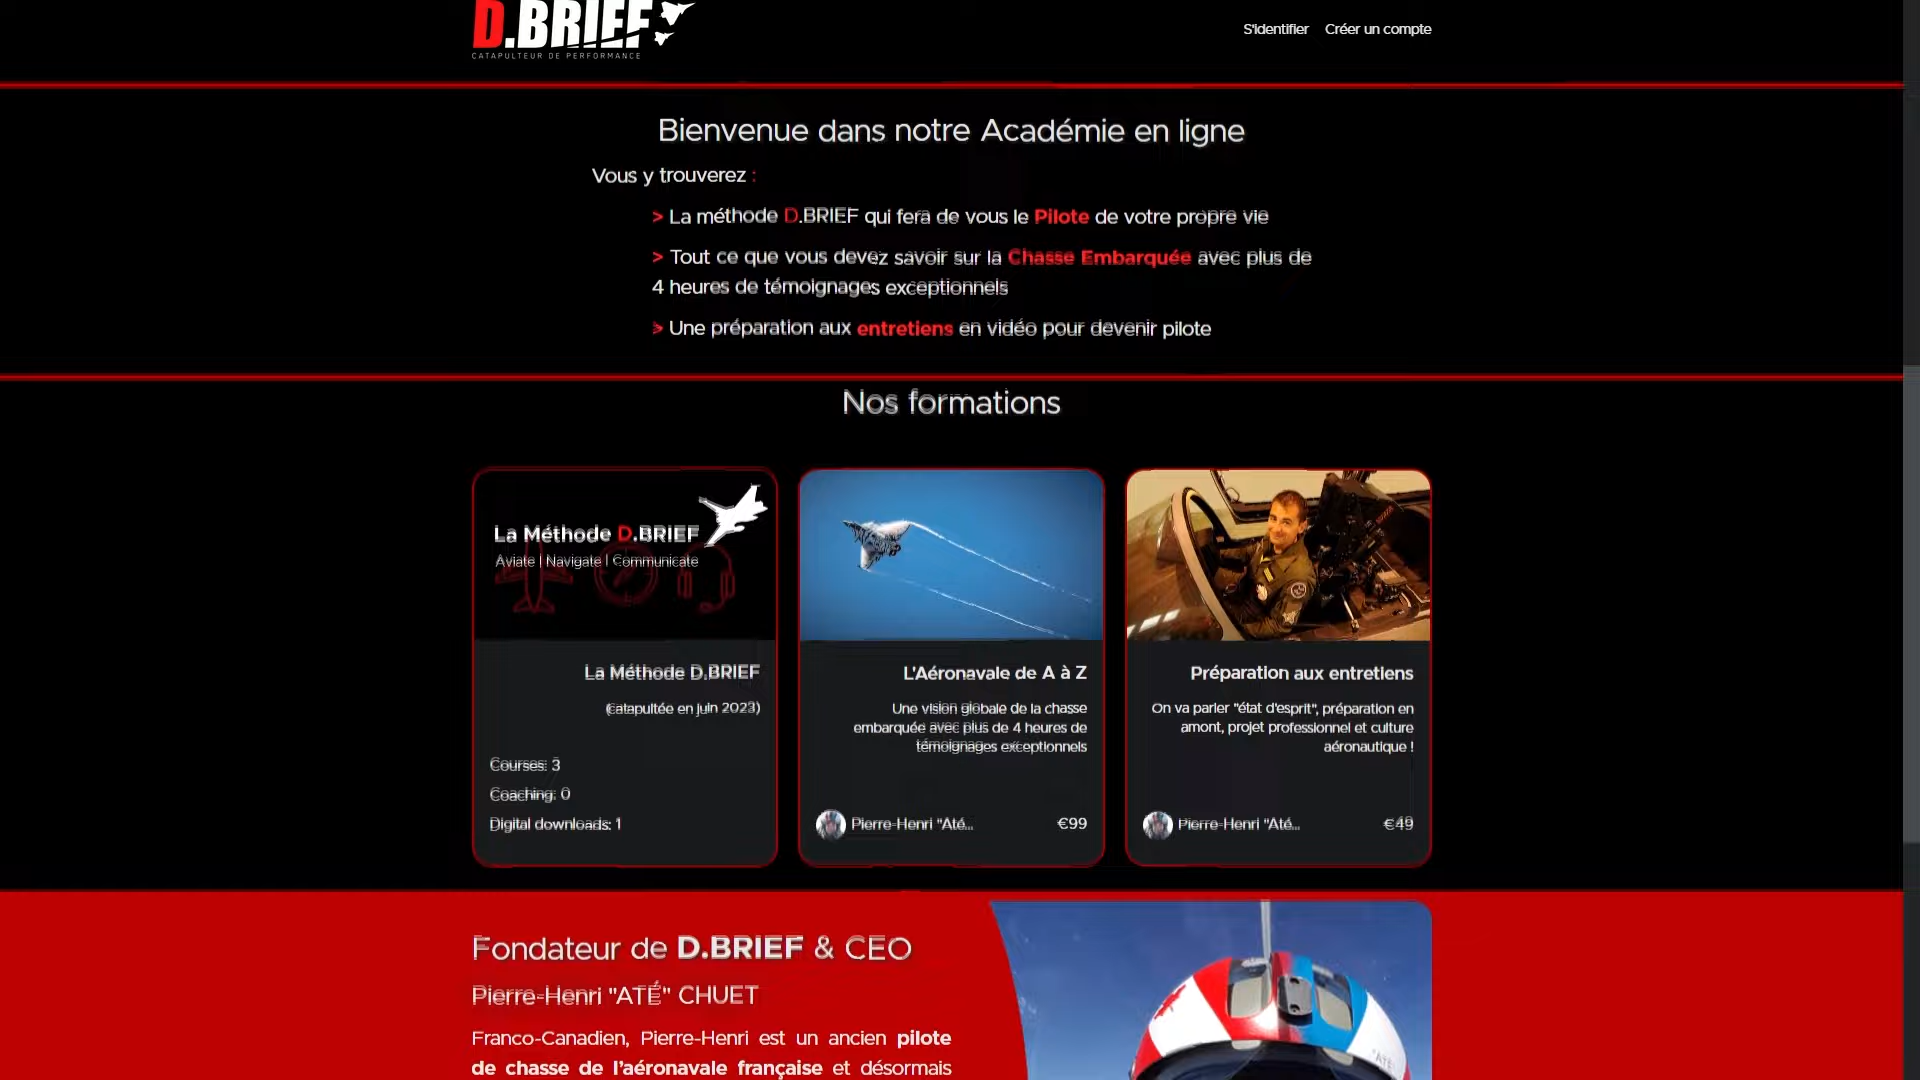 D.BRIEF
CATAPULTEUR DE PERFORMANCE
S'identifier Créer un compte
Bienvenue dans notre Académie en ligne
Vous y trouverez :
> La méthode D.BRIEF qui fera de vous le Pilote de votre propre vie
> Tout ce que vous devez savoir sur la Chasse Embarquée avec plus de
4 heures de témoignages exceptionnels
> Une préparation aux entretiens en vidéo pour devenir pilote
Nos formations
La Méthode D.BRIEF
Aviate | Navigate | Communicate
La Méthode D.BRIEF
(Catapultée en juin 2023)
Courses: 3
Coaching: 0
Digital downloads: 1
L'Aéronavale de A à Z
Une vision globale de la chasse
embarquée avec plus de 4 heures de
témoignages exceptionnels
Pierre-Henri "Até... €99
Préparation aux entretiens
On va parler "état d'esprit", préparation en
amont, projet professionnel et culture
aéronautique !
Pierre-Henri "Até... €49
Fondateur de D.BRIEF & CEO
Pierre-Henri "ATÉ" CHUET
Franco-Canadien, Pierre-Henri est un ancien pilote
de chasse de l'aéronavale française et désormais
"ATÉ"